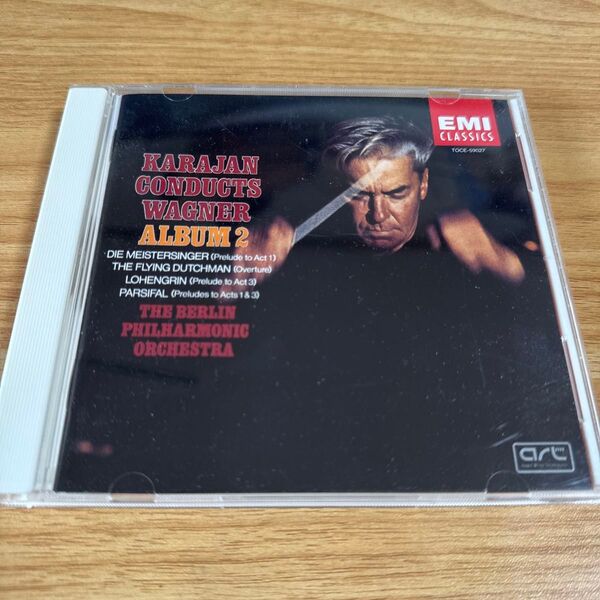 EMI
CLASSICS
TOCE-59027
KARAJAN
CONDUCTS
WAGNER
ALBUM 2
DIE MEISTERSINGER (Prelude to Act 1)
THE FLYING DUTCHMAN (Overture)
LOHENGRIN (Prelude to Act 3)
PARSIFAL (Preludes to Acts 1 & 3)
THE BERLIN
PHILHARMONIC
ORCHESTRA
art